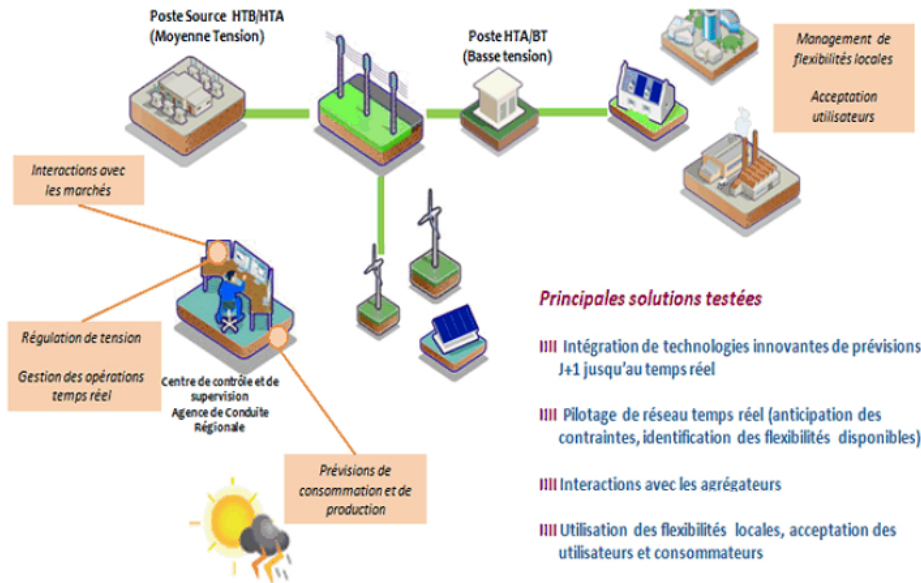 Poste Source HTB/HTA
(Moyenne Tension)
Poste HTA/BT
(Basse tension)
Management de
flexibilités locales
Acceptation
utilisateurs
Interactions avec
les marchés
Régulation de tension
Gestion des opérations
temps réel
Centre de contrôle et de
supervision
Agence de Conduite
Régionale
Prévisions de
consommation et de
production
Principales solutions testées
Intégration de technologies innovantes de prévisions
J+1 jusqu'au temps réel
Pilotage de réseau temps réel (anticipation des
contraintes, identification des flexibilités disponibles)
Interactions avec les agrégateurs
Utilisation des flexibilités locales, acceptation des
utilisateurs et consommateurs